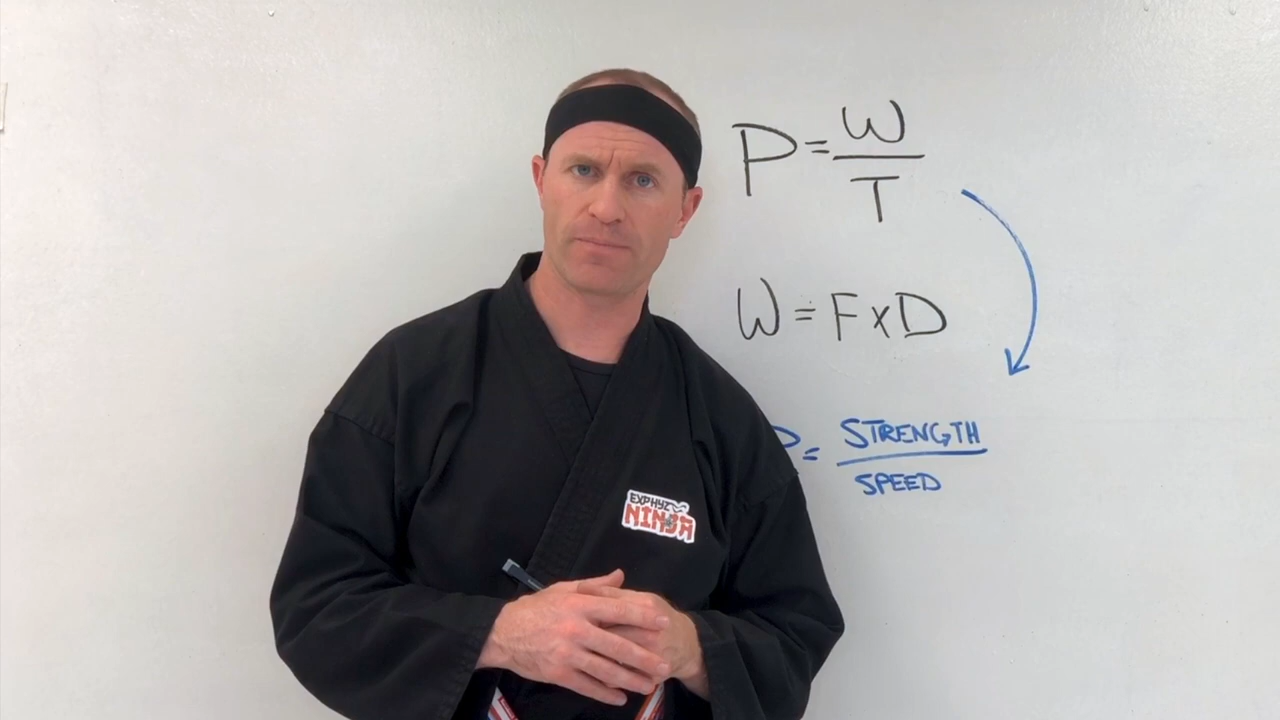 P = W
T
W = F x D
P = STRENGTH
SPEED
EXPHYZ
NINJA